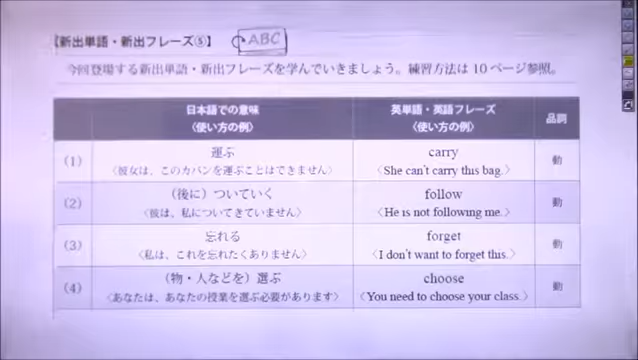 【新出単語・新出フレーズ⑤】 ABC
今回登場する新出単語・新出フレーズを学んでいきましょう。練習方法は 10 ページ参照。
日本語での意味 英単語・英語フレーズ 品詞
〈使い方の例〉 〈使い方の例〉
(1) 運ぶ carry 動
〈彼女は、このカバンを運ぶことはできません〉 〈She can't carry this bag.〉
(2) (後に)ついていく follow 動
〈彼は、私についてきていません〉 〈He is not following me.〉
(3) 忘れる forget 動
〈私は、これを忘れたくありません〉 〈I don't want to forget this.〉
(4) (物・人などを)選ぶ choose 動
〈あなたは、あなたの授業を選ぶ必要があります〉 〈You need to choose your class.〉